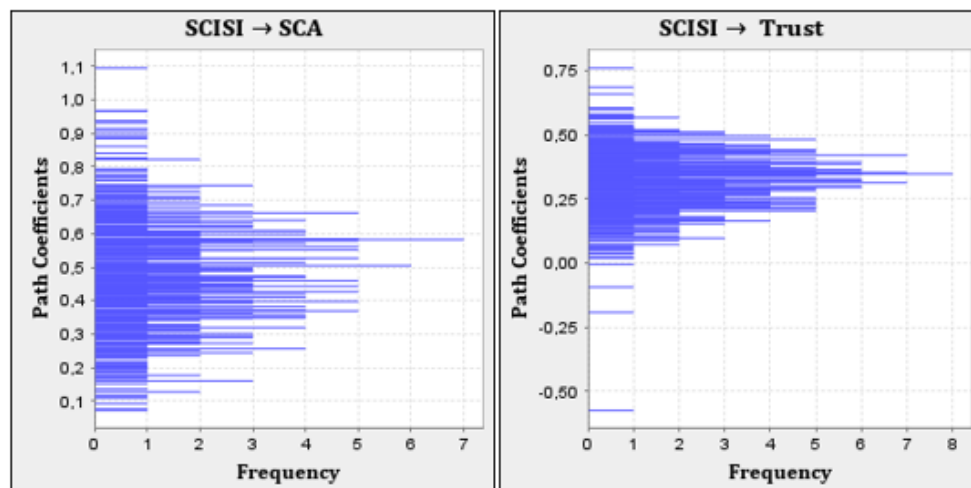 SCISI → SCA
Path Coefficients
1,1
1,0
0,9
0,8
0,7
0,6
0,5
0,4
0,3
0,2
0,1
0 1 2 3 4 5 6 7
Frequency
SCISI → Trust
Path Coefficients
0,75
0,50
0,25
0,00
-0,25
-0,50
0 1 2 3 4 5 6 7 8
Frequency